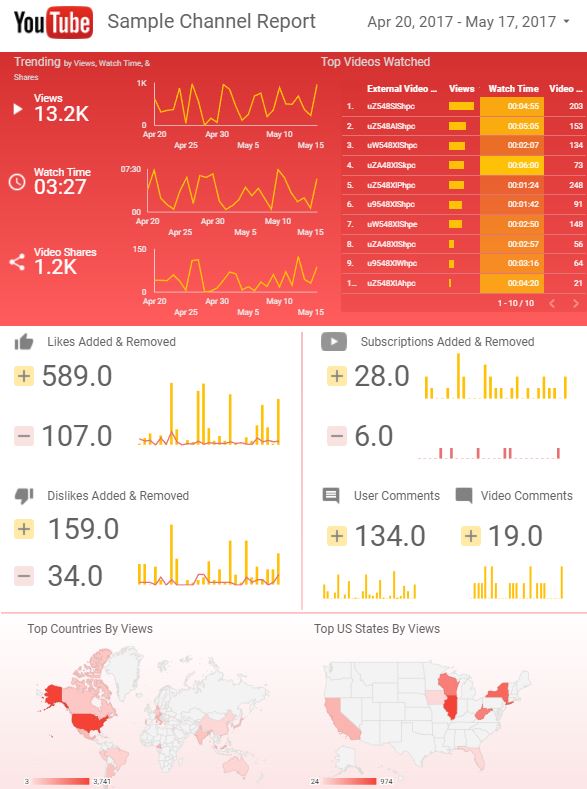 YouTube
Sample Channel Report
Apr 20, 2017 - May 17, 2017
Trending by Views, Watch Time, &
Shares
Views
13.2K
1K
0
Apr 20
Apr 25
Apr 30
May 5
May 10
May 15
Watch Time
03:27
07:30
00
Apr 20
Apr 25
Apr 30
May 5
May 10
May 15
Video Shares
1.2K
150
0
Apr 20
Apr 25
Apr 30
May 5
May 10
May 15
Top Videos Watched
External Video ... Views Watch Time Video ...
1. uZ548SIShpc 00:04:55 203
2. uZ548AIShpc 00:05:05 153
3. uW548XIShpc 00:02:07 134
4. uZA48XISkpc 00:06:00 73
5. uZ548XIPhpc 00:01:24 248
6. u9548XIShpo 00:01:42 91
7. uW548XIShpe 00:02:50 148
8. uZA48XIShpc 00:02:57 56
9. u9548XIWhpc 00:03:16 64
1... uZ548XIAhpc 00:04:20 21
1 - 10 / 10
Likes Added & Removed
589.0
107.0
Subscriptions Added & Removed
28.0
6.0
Dislikes Added & Removed
159.0
34.0
User Comments
134.0
Video Comments
19.0
Top Countries By Views
3 3,741
Top US States By Views
24 974